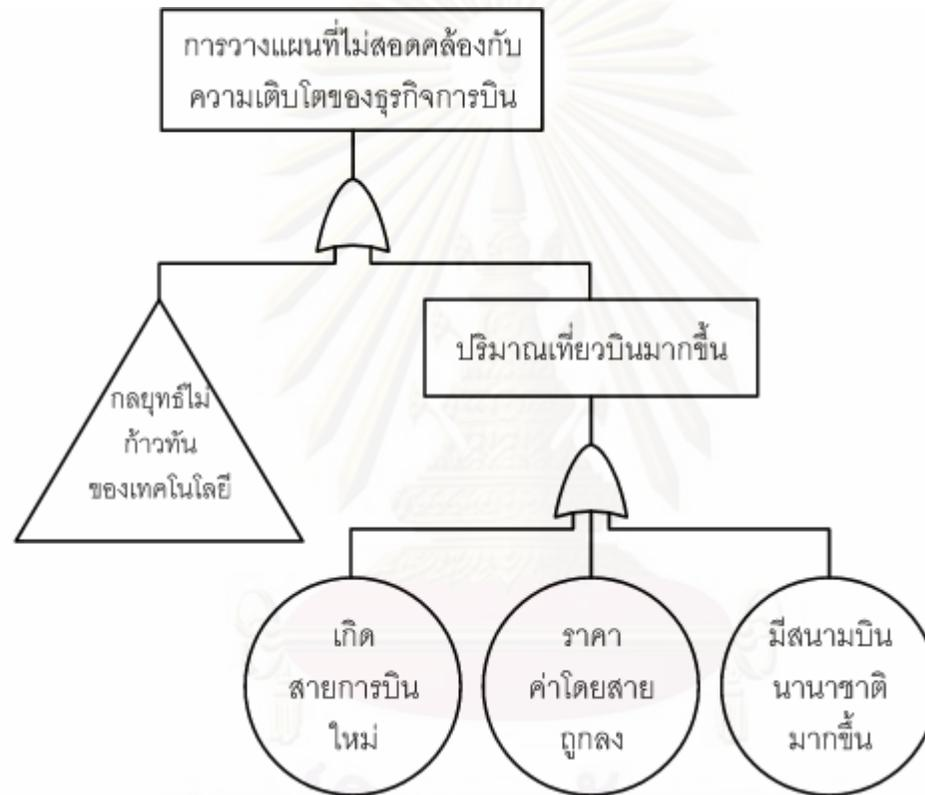 การวางแผนที่ไม่สอดคล้องกับ
ความเติบโตของธุรกิจการบิน
ปริมาณเที่ยวบินมากขึ้น
กลยุทธ์ไม่
ก้าวทัน
ของเทคโนโลยี
เกิด
สายการบิน
ใหม่
ราคา
ค่าโดยสาร
ถูกลง
มีสนามบิน
นานาชาติ
มากขึ้น